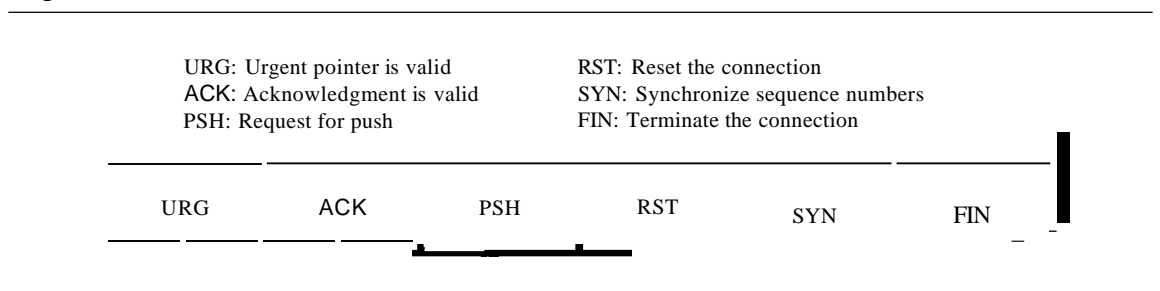 URG: Urgent pointer is valid
ACK: Acknowledgment is valid
PSH: Request for push
RST: Reset the connection
SYN: Synchronize sequence numbers
FIN: Terminate the connection
URG ACK PSH RST SYN FIN